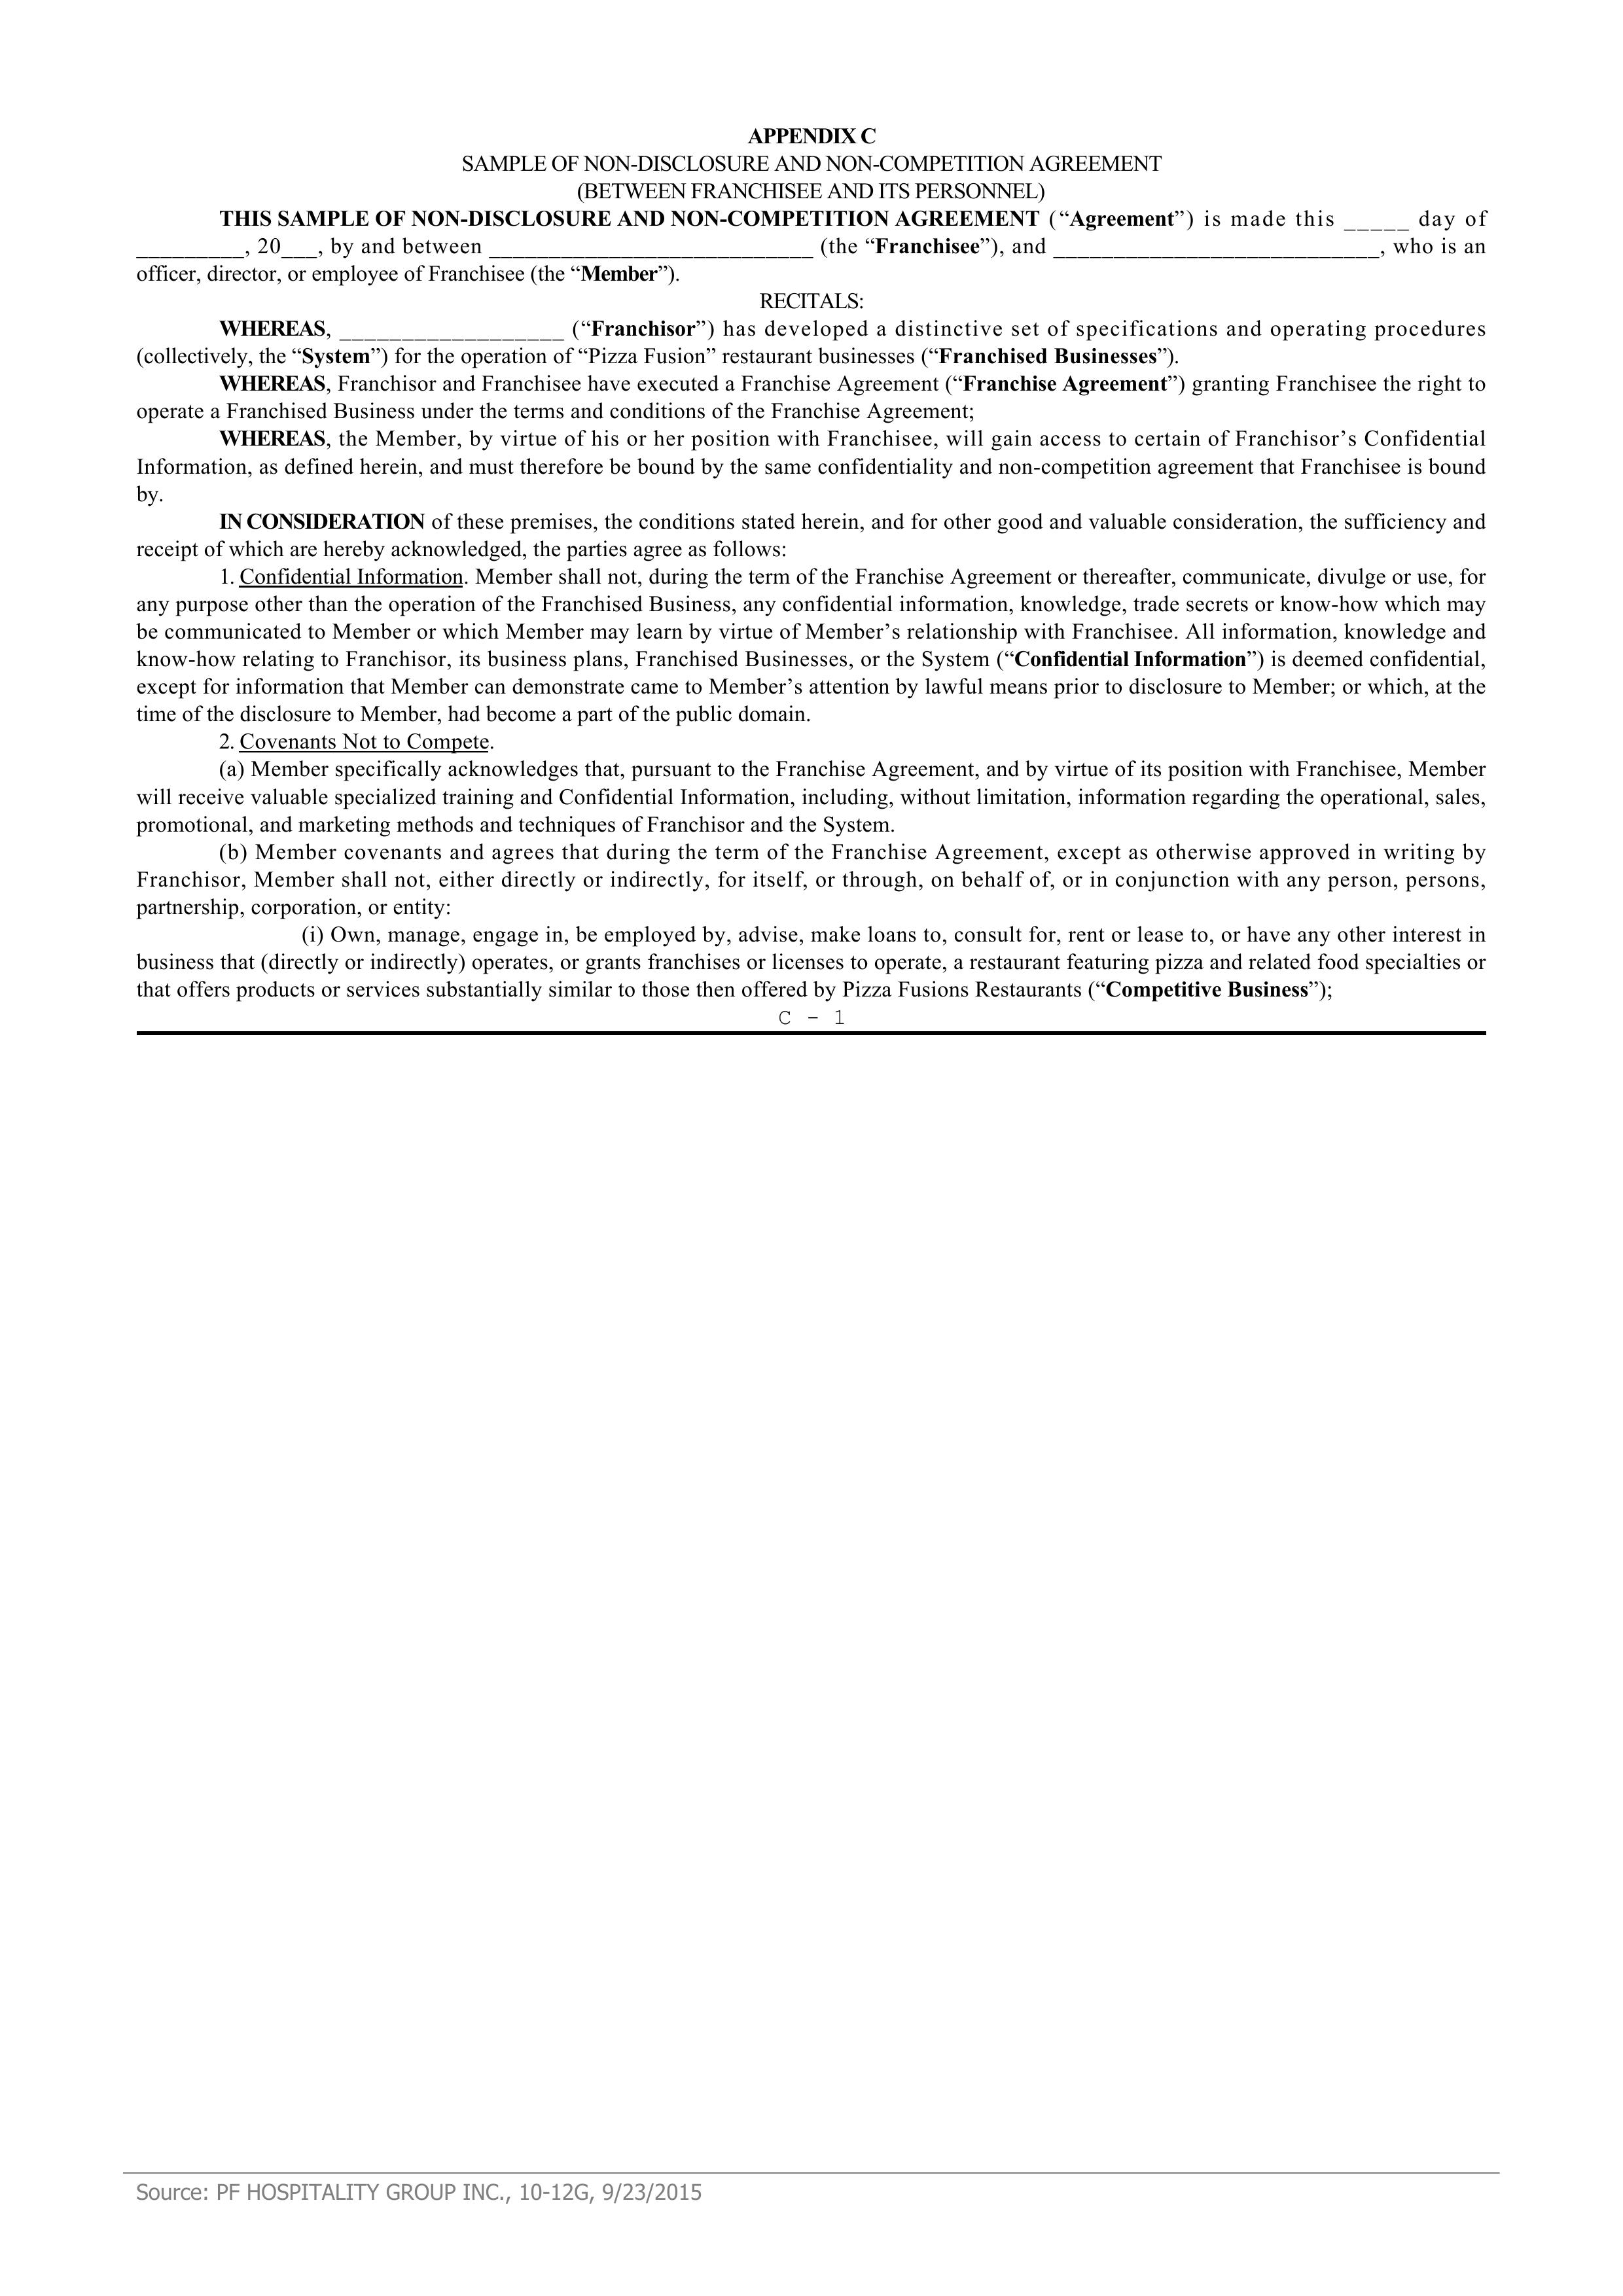 APPENDIX C
SAMPLE OF NON-DISCLOSURE AND NON-COMPETITION AGREEMENT
(BETWEEN FRANCHISEE AND ITS PERSONNEL)
THIS SAMPLE OF NON-DISCLOSURE AND NON-COMPETITION AGREEMENT (“Agreement”) is made this _____ day of
_________, 20___, by and between ___________________________ (the “Franchisee”), and ___________________________, who is an
officer, director, or employee of Franchisee (the “Member”).
RECITALS:
WHEREAS, __________________ (“Franchisor”) has developed a distinctive set of specifications and operating procedures
(collectively, the “System”) for the operation of “Pizza Fusion” restaurant businesses (“Franchised Businesses”).
WHEREAS, Franchisor and Franchisee have executed a Franchise Agreement (“Franchise Agreement”) granting Franchisee the right to
operate a Franchised Business under the terms and conditions of the Franchise Agreement;
WHEREAS, the Member, by virtue of his or her position with Franchisee, will gain access to certain of Franchisor’s Confidential
Information, as defined herein, and must therefore be bound by the same confidentiality and non-competition agreement that Franchisee is bound
by.
IN CONSIDERATION of these premises, the conditions stated herein, and for other good and valuable consideration, the sufficiency and
receipt of which are hereby acknowledged, the parties agree as follows:
1. Confidential Information. Member shall not, during the term of the Franchise Agreement or thereafter, communicate, divulge or use, for
any purpose other than the operation of the Franchised Business, any confidential information, knowledge, trade secrets or know-how which may
be communicated to Member or which Member may learn by virtue of Member’s relationship with Franchisee. All information, knowledge and
know-how relating to Franchisor, its business plans, Franchised Businesses, or the System (“Confidential Information”) is deemed confidential,
except for information that Member can demonstrate came to Member’s attention by lawful means prior to disclosure to Member; or which, at the
time of the disclosure to Member, had become a part of the public domain.
2. Covenants Not to Compete.
(a) Member specifically acknowledges that, pursuant to the Franchise Agreement, and by virtue of its position with Franchisee, Member
will receive valuable specialized training and Confidential Information, including, without limitation, information regarding the operational, sales,
promotional, and marketing methods and techniques of Franchisor and the System.
(b) Member covenants and agrees that during the term of the Franchise Agreement, except as otherwise approved in writing by
Franchisor, Member shall not, either directly or indirectly, for itself, or through, on behalf of, or in conjunction with any person, persons,
partnership, corporation, or entity:
(i) Own, manage, engage in, be employed by, advise, make loans to, consult for, rent or lease to, or have any other interest in
business that (directly or indirectly) operates, or grants franchises or licenses to operate, a restaurant featuring pizza and related food specialties or
that offers products or services substantially similar to those then offered by Pizza Fusions Restaurants (“Competitive Business”);
C - 1
Source: PF HOSPITALITY GROUP INC., 10-12G, 9/23/2015